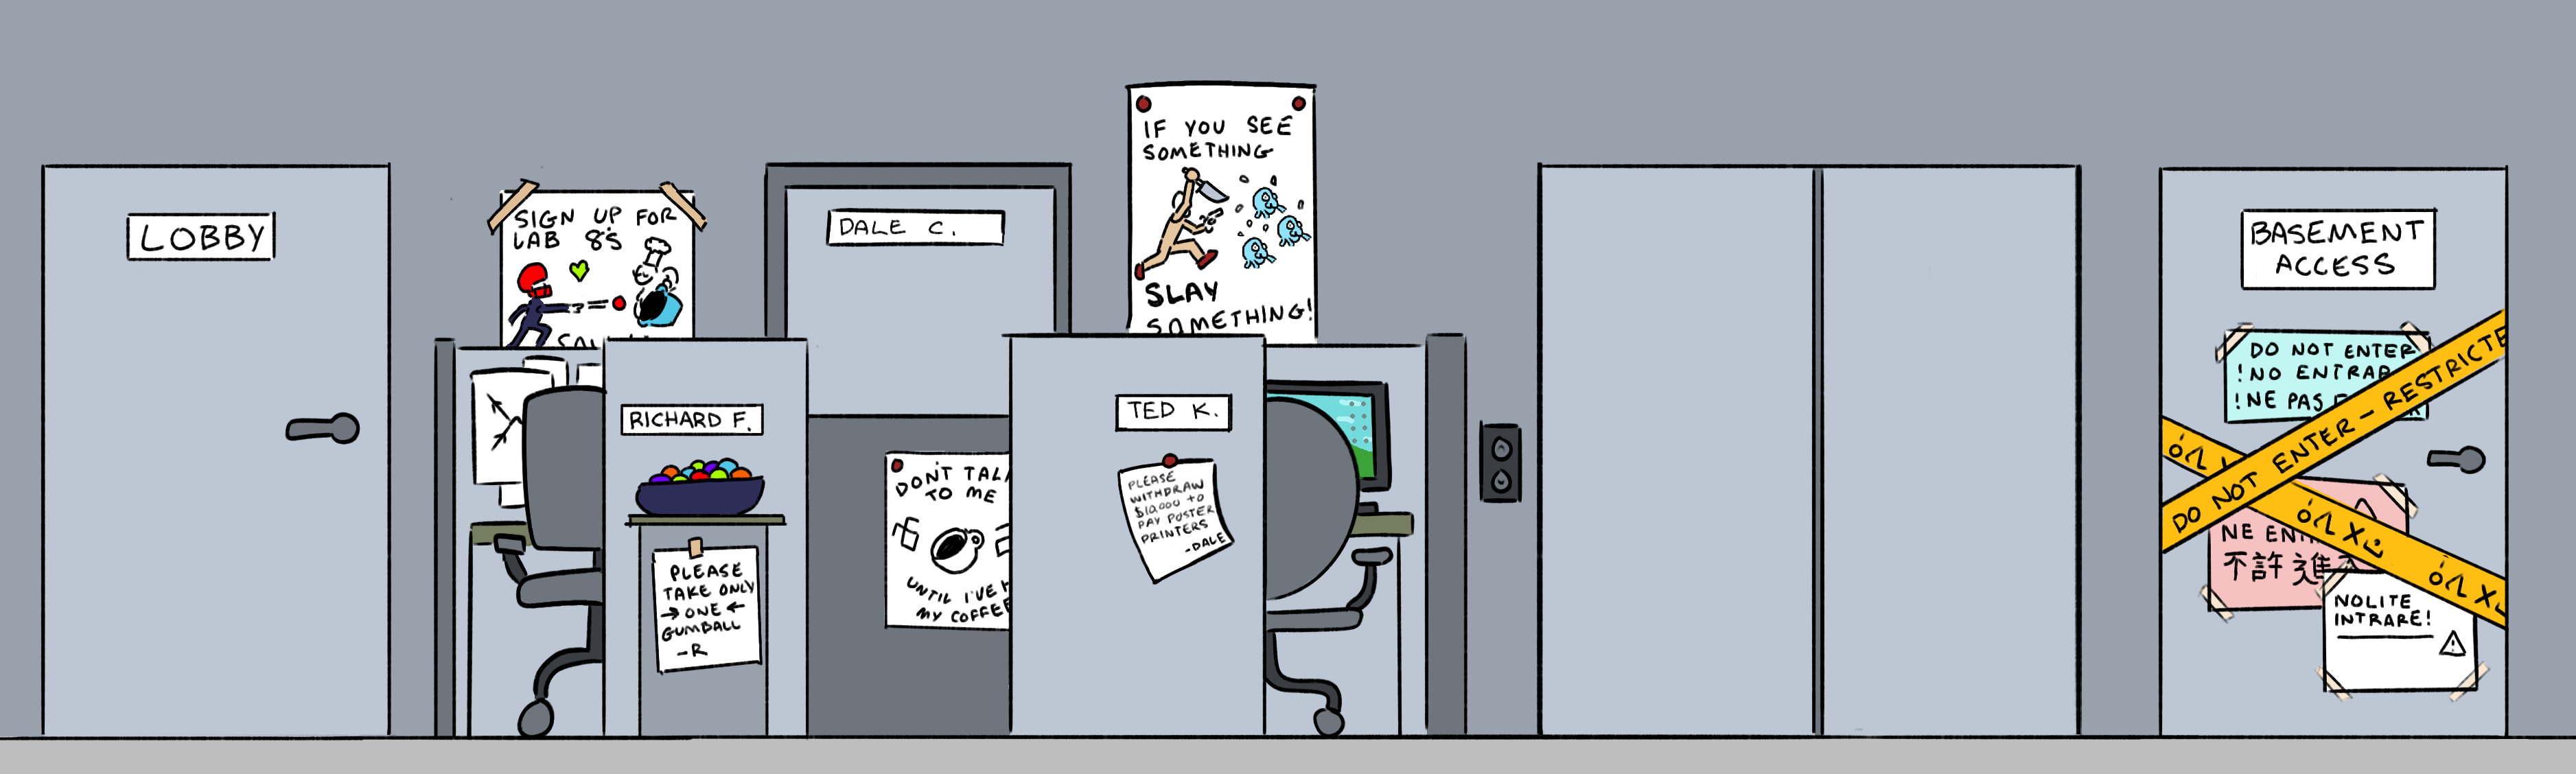 LOBBY
SIGN UP FOR
LAB 8'S
RICHARD F.
PLEASE
TAKE ONLY
→ ONE ←
GUMBALL
-R
DALE C.
DON'T TAL
TO ME
UNTIL I'VE H
MY COFFEE
IF YOU SEE
SOMETHING
SLAY
SOMETHING!
TED K.
PLEASE
WITHDRAW
$10,000 TO
PAY POSTER
PRINTERS
-DALE
BASEMENT
ACCESS
DO NOT ENTER
!NO ENTRAR
!NE PAS
DO NOT ENTER - RESTRICTE
NE EN
不許進
NOLITE
INTRARE!